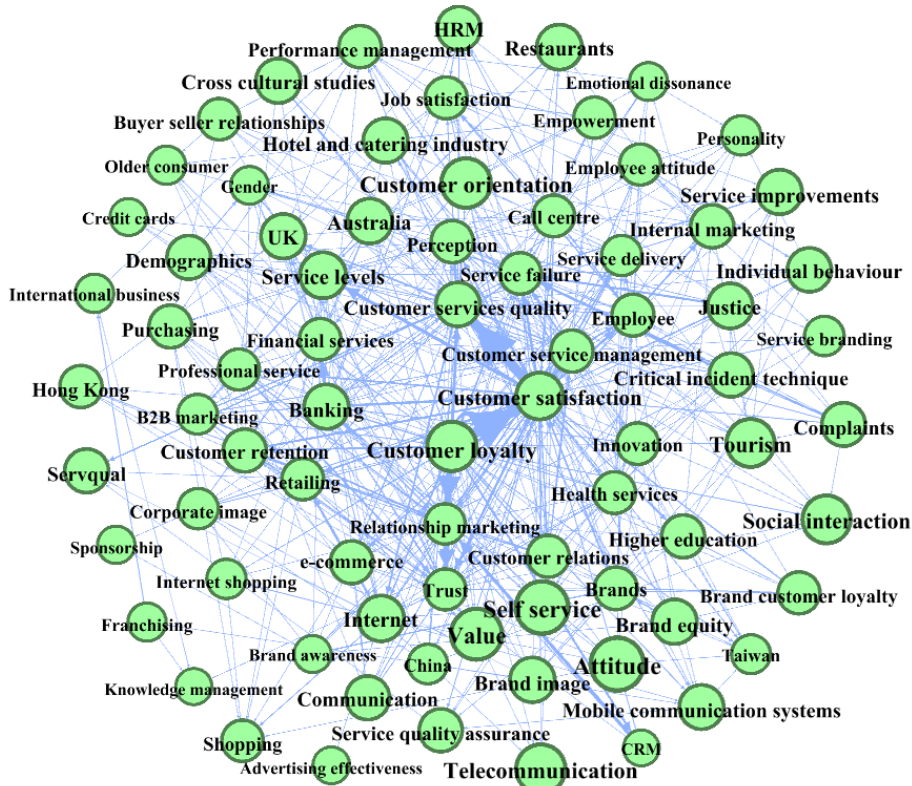 HRM
Restaurants
Performance management
Cross cultural studies
Emotional dissonance
Job satisfaction
Buyer seller relationships
Empowerment
Personality
Hotel and catering industry
Older consumer
Employee attitude
Gender
Customer orientation
Service improvements
Credit cards
Australia
Call centre
Internal marketing
UK
Perception
Demographics
Service delivery
Service levels
Service failure
Individual behaviour
International business
Customer services quality
Justice
Purchasing
Employee
Financial services
Service branding
Customer service management
Professional service
Hong Kong
Critical incident technique
Customer satisfaction
Banking
B2B marketing
Complaints
Innovation
Tourism
Customer retention
Customer loyalty
Servqual
Retailing
Health services
Corporate image
Social interaction
Relationship marketing
Higher education
Sponsorship
Customer relations
e-commerce
Internet shopping
Trust
Brands
Brand customer loyalty
Self service
Franchising
Internet
Value
Brand equity
Brand awareness
Taiwan
China
Attitude
Knowledge management
Brand image
Communication
Mobile communication systems
Service quality assurance
Shopping
CRM
Advertising effectiveness
Telecommunication